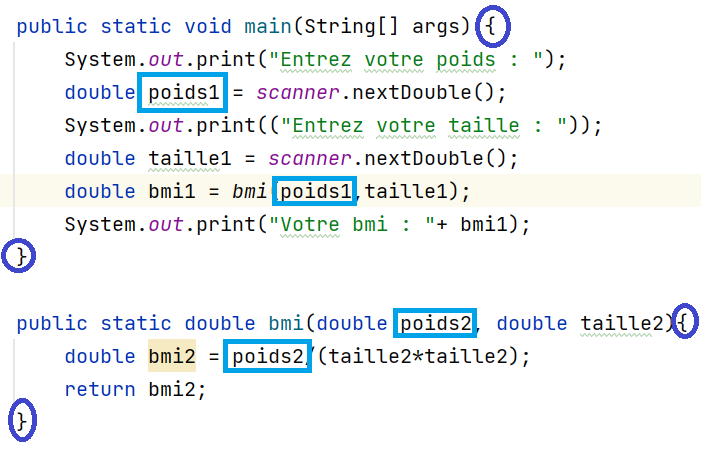 public static void main(String[] args) {
System.out.print("Entrez votre poids : ");
double poids1 = scanner.nextDouble();
System.out.print(("Entrez votre taille : "));
double taille1 = scanner.nextDouble();
double bmi1 = bmi(poids1,taille1);
System.out.print("Votre bmi : "+ bmi1);
}
public static double bmi(double poids2, double taille2){
double bmi2 = poids2/(taille2*taille2);
return bmi2;
}